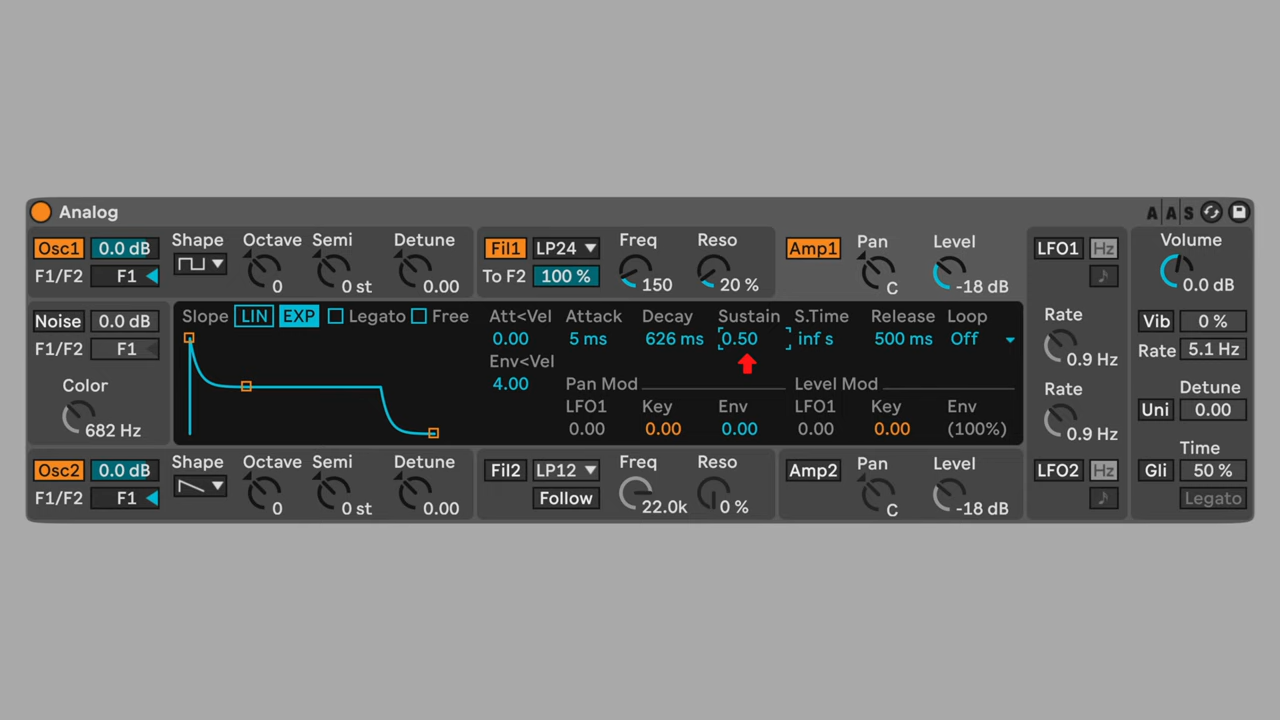 Analog
AAS
Osc1 0.0 dB Shape Octave Semi Detune Fil1 LP24 Freq Reso Amp1 Pan Level LFO1 Hz Volume
F1/F2 F1 0 0 st 0.00 To F2 100 % 150 20 % C -18 dB 0.0 dB
Noise 0.0 dB Slope LIN EXP Legato Free Att<Vel Attack Decay Sustain S.Time Release Loop Rate Vib 0 %
F1/F2 F1 0.00 5 ms 626 ms 0.50 inf s 500 ms Off 0.9 Hz Rate 5.1 Hz
Env<Vel
Color 4.00 Pan Mod Level Mod Rate Detune
682 Hz LFO1 Key Env LFO1 Key Env Uni 0.00
0.00 0.00 0.00 0.00 0.00 (100%) 0.9 Hz
Time
Osc2 0.0 dB Shape Octave Semi Detune Fil2 LP12 Freq Reso Amp2 Pan Level LFO2 Hz Gli 50 %
F1/F2 F1 0 0 st 0.00 Follow 22.0k 0 % C -18 dB Legato